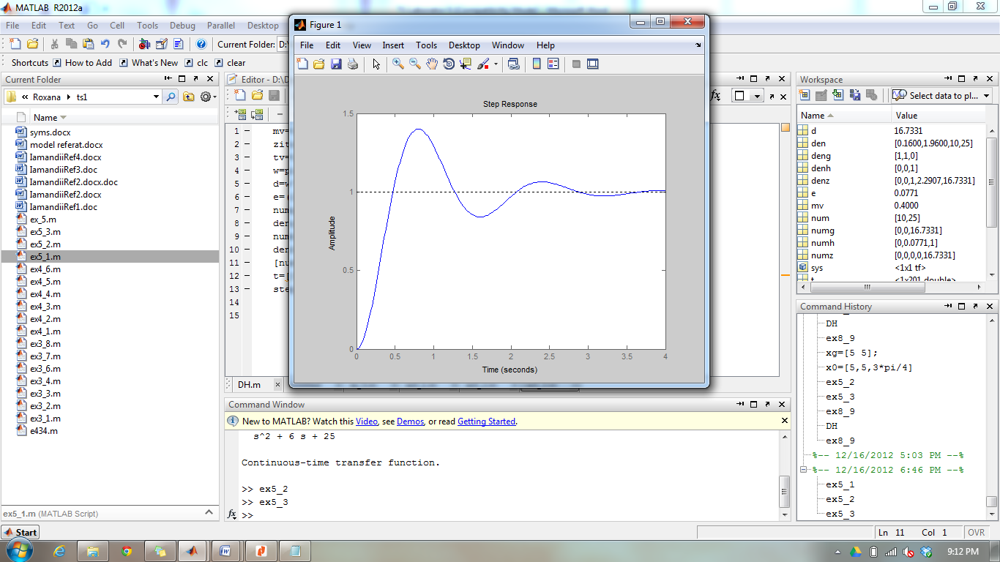 MATLAB R2012a
File Edit Text Go Cell Tools Debug Parallel Desktop
Current Folder: D:\
Shortcuts How to Add What's New clc clear
Current Folder
« Roxana ts1
Name
syms.docx
model referat.docx
IamandiiRef4.docx
IamandiiRef3.doc
IamandiiRef2.docx.doc
IamandiiRef2.docx
IamandiiRef1.doc
ex_5.m
ex5_3.m
ex5_2.m
ex5_1.m
ex4_6.m
ex4_5.m
ex4_4.m
ex4_3.m
ex4_2.m
ex4_1.m
ex3_8.m
ex3_7.m
ex3_6.m
ex3_4.m
ex3_3.m
ex3_2.m
ex3_1.m
e434.m
ex5_1.m (MATLAB Script)
Editor - D:\D
1 - mv=
2 - zit
3 - tv=
4 - w=p
5 - d=w
6 - e=(
7 - num
8 - den
9 - num
10 - den
11 - [nu
12 - t=[
13 - ste
14
15
DH.m ×
Figure 1
File Edit View Insert Tools Desktop Window Help
Step Response
1.5
1
0.5
0
Amplitude
0 0.5 1 1.5 2 2.5 3 3.5 4
Time (seconds)
Command Window
New to MATLAB? Watch this Video, see Demos, or read Getting Started.
s^2 + 6 s + 25
Continuous-time transfer function.
>> ex5_2
>> ex5_3
fx >>
Workspace
Select data to pl...
Name Value
d 16.7331
den [0.1600,1.9600,10,25]
deng [1,1,0]
denh [0,0,1]
denz [0,0,1,2.2907,16.7331]
e 0.0771
mv 0.4000
num [10,25]
numg [0,0,16.7331]
numh [0,0.0771,1]
numz [0,0,0,0,16.7331]
sys <1x1 tf>
t <1x201 double>
Command History
DH
ex8_9
xg=[5 5];
x0=[5,5,3*pi/4]
ex5_2
ex5_3
ex8_9
DH
ex8_9
%-- 12/16/2012 5:03 PM --%
%-- 12/16/2012 6:46 PM --%
ex5_1
ex5_2
ex5_3
Start
Ln 11 Col 1 OVR
9:12 PM